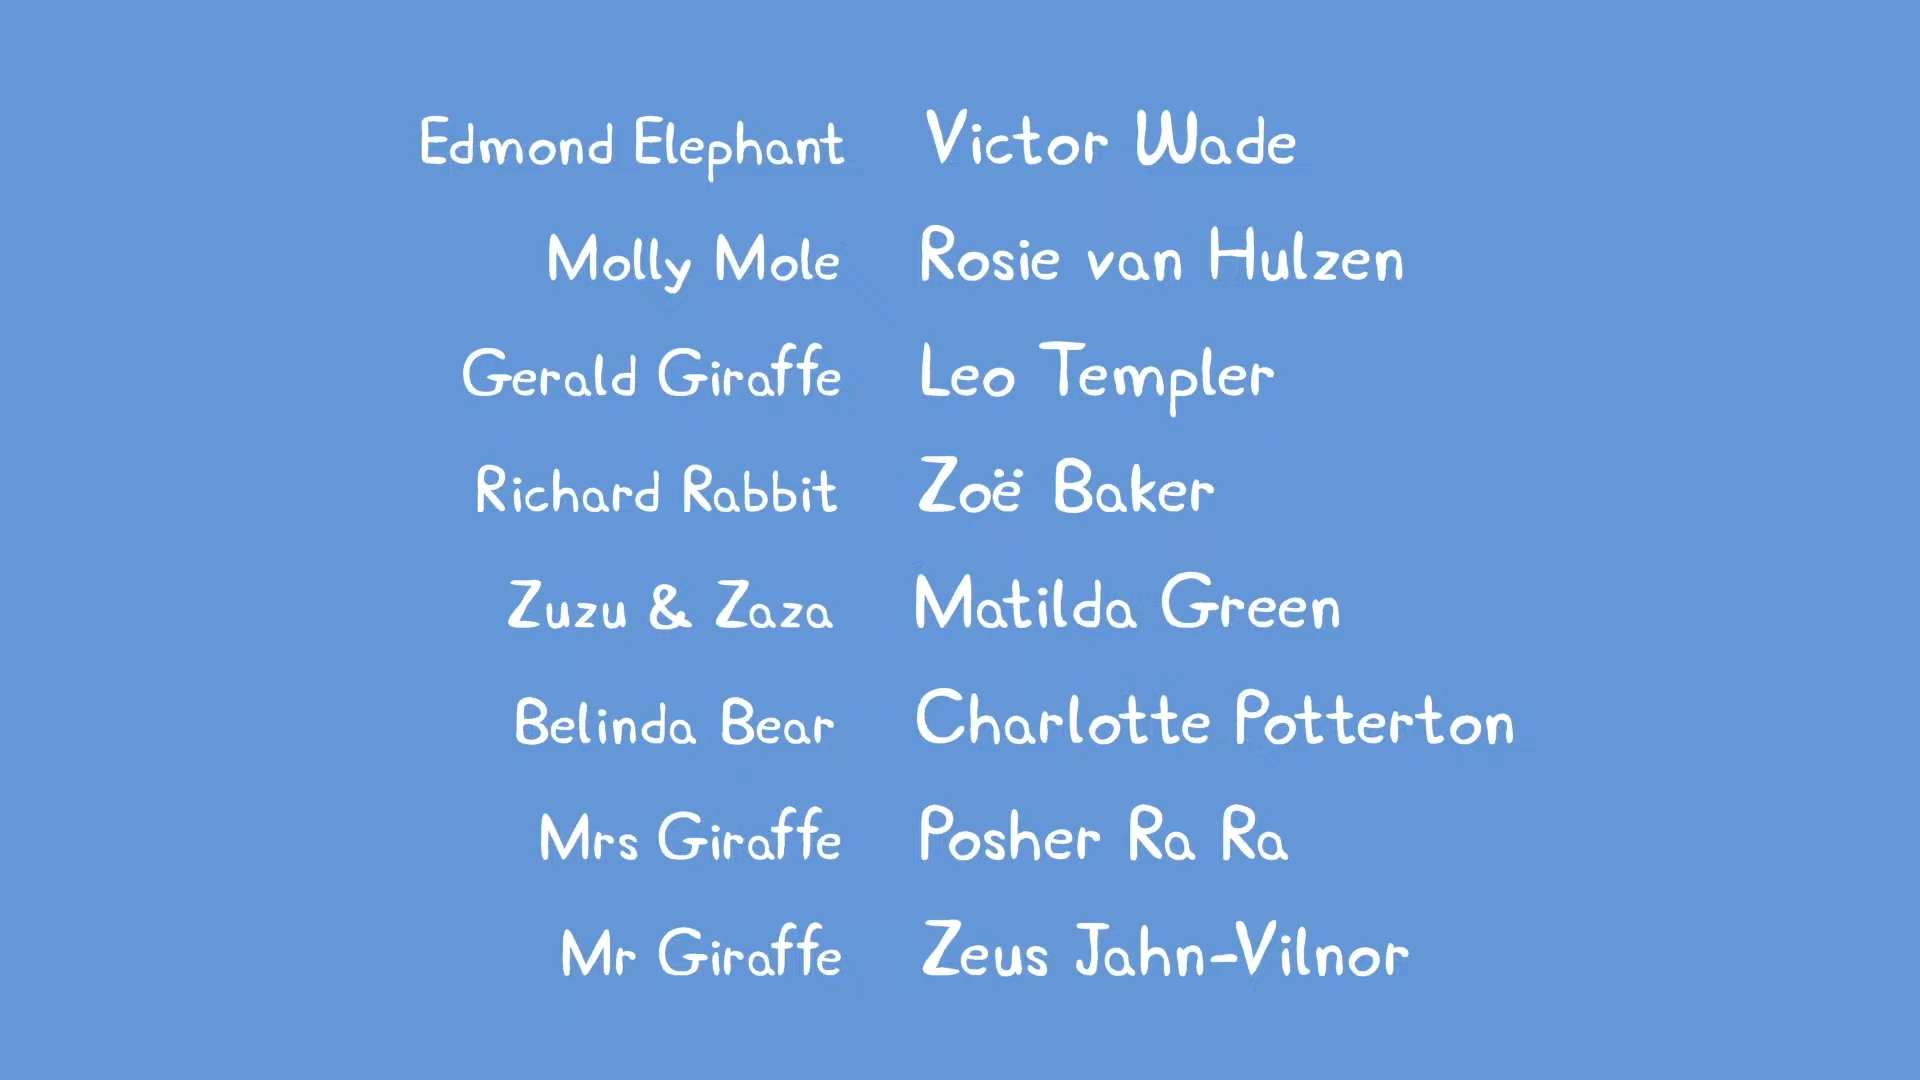 Edmond Elephant Victor Wade
Molly Mole Rosie van Hulzen
Gerald Giraffe Leo Templer
Richard Rabbit Zoë Baker
Zuzu & Zaza Matilda Green
Belinda Bear Charlotte Potterton
Mrs Giraffe Posher Ra Ra
Mr Giraffe Zeus Jahn-Vilnor